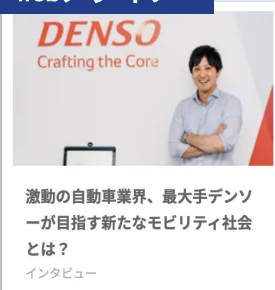 DENSO
Crafting the Core
激動の自動車業界、最大手デンソ
ーが目指す新たなモビリティ社会
とは？
インタビュー